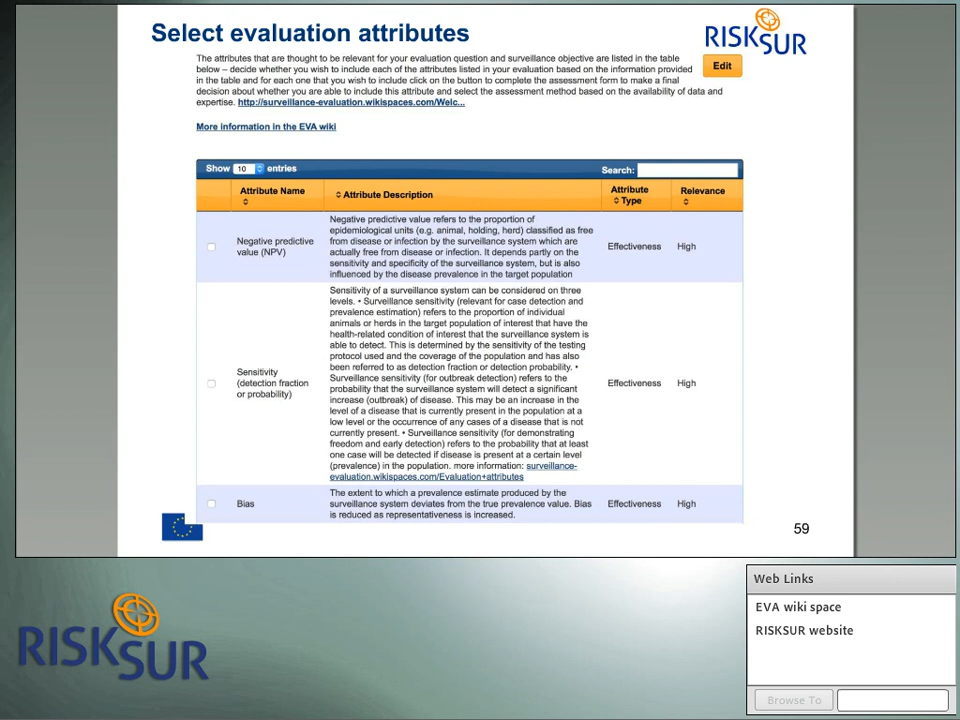 Select evaluation attributes
RISKSUR
The attributes that are thought to be relevant for your evaluation question and surveillance objective are listed in the table
below – decide whether you wish to include each of the attributes listed in your evaluation based on the information provided
in the table and for each one that you wish to include click on the button to complete the assessment form to make a final
decision about whether you are able to include this attribute and select the assessment method based on the availability of data and
expertise. http://surveillance-evaluation.wikispaces.com/Welc...
Edit
More information in the EVA wiki
Show 10 entries
Search:
Attribute Name
Attribute Description
Attribute
Type
Relevance
Negative predictive
value (NPV)
Negative predictive value refers to the proportion of
epidemiological units (e.g. animal, holding, herd) classified as free
from disease or infection by the surveillance system which are
actually free from disease or infection. It depends partly on the
sensitivity and specificity of the surveillance system, but is also
influenced by the disease prevalence in the target population
Effectiveness
High
Sensitivity
(detection fraction
or probability)
Sensitivity of a surveillance system can be considered on three
levels. • Surveillance sensitivity (relevant for case detection and
prevalence estimation) refers to the proportion of individual
animals or herds in the target population of interest that have the
health-related condition of interest that the surveillance system is
able to detect. This is determined by the sensitivity of the testing
protocol used and the coverage of the population and has also
been referred to as detection fraction or detection probability. •
Surveillance sensitivity (for outbreak detection) refers to the
probability that the surveillance system will detect a significant
increase (outbreak) of disease. This may be an increase in the
level of a disease that is currently present in the population at a
low level or the occurrence of any cases of a disease that is not
currently present. • Surveillance sensitivity (for demonstrating
freedom and early detection) refers to the probability that at least
one case will be detected if disease is present at a certain level
(prevalence) in the population. more information: surveillance-
evaluation.wikispaces.com/Evaluation+attributes
Effectiveness
High
Bias
The extent to which a prevalence estimate produced by the
surveillance system deviates from the true prevalence value. Bias
is reduced as representativeness is increased.
Effectiveness
High
59
RISKSUR
Web Links
EVA wiki space
RISKSUR website
Browse To